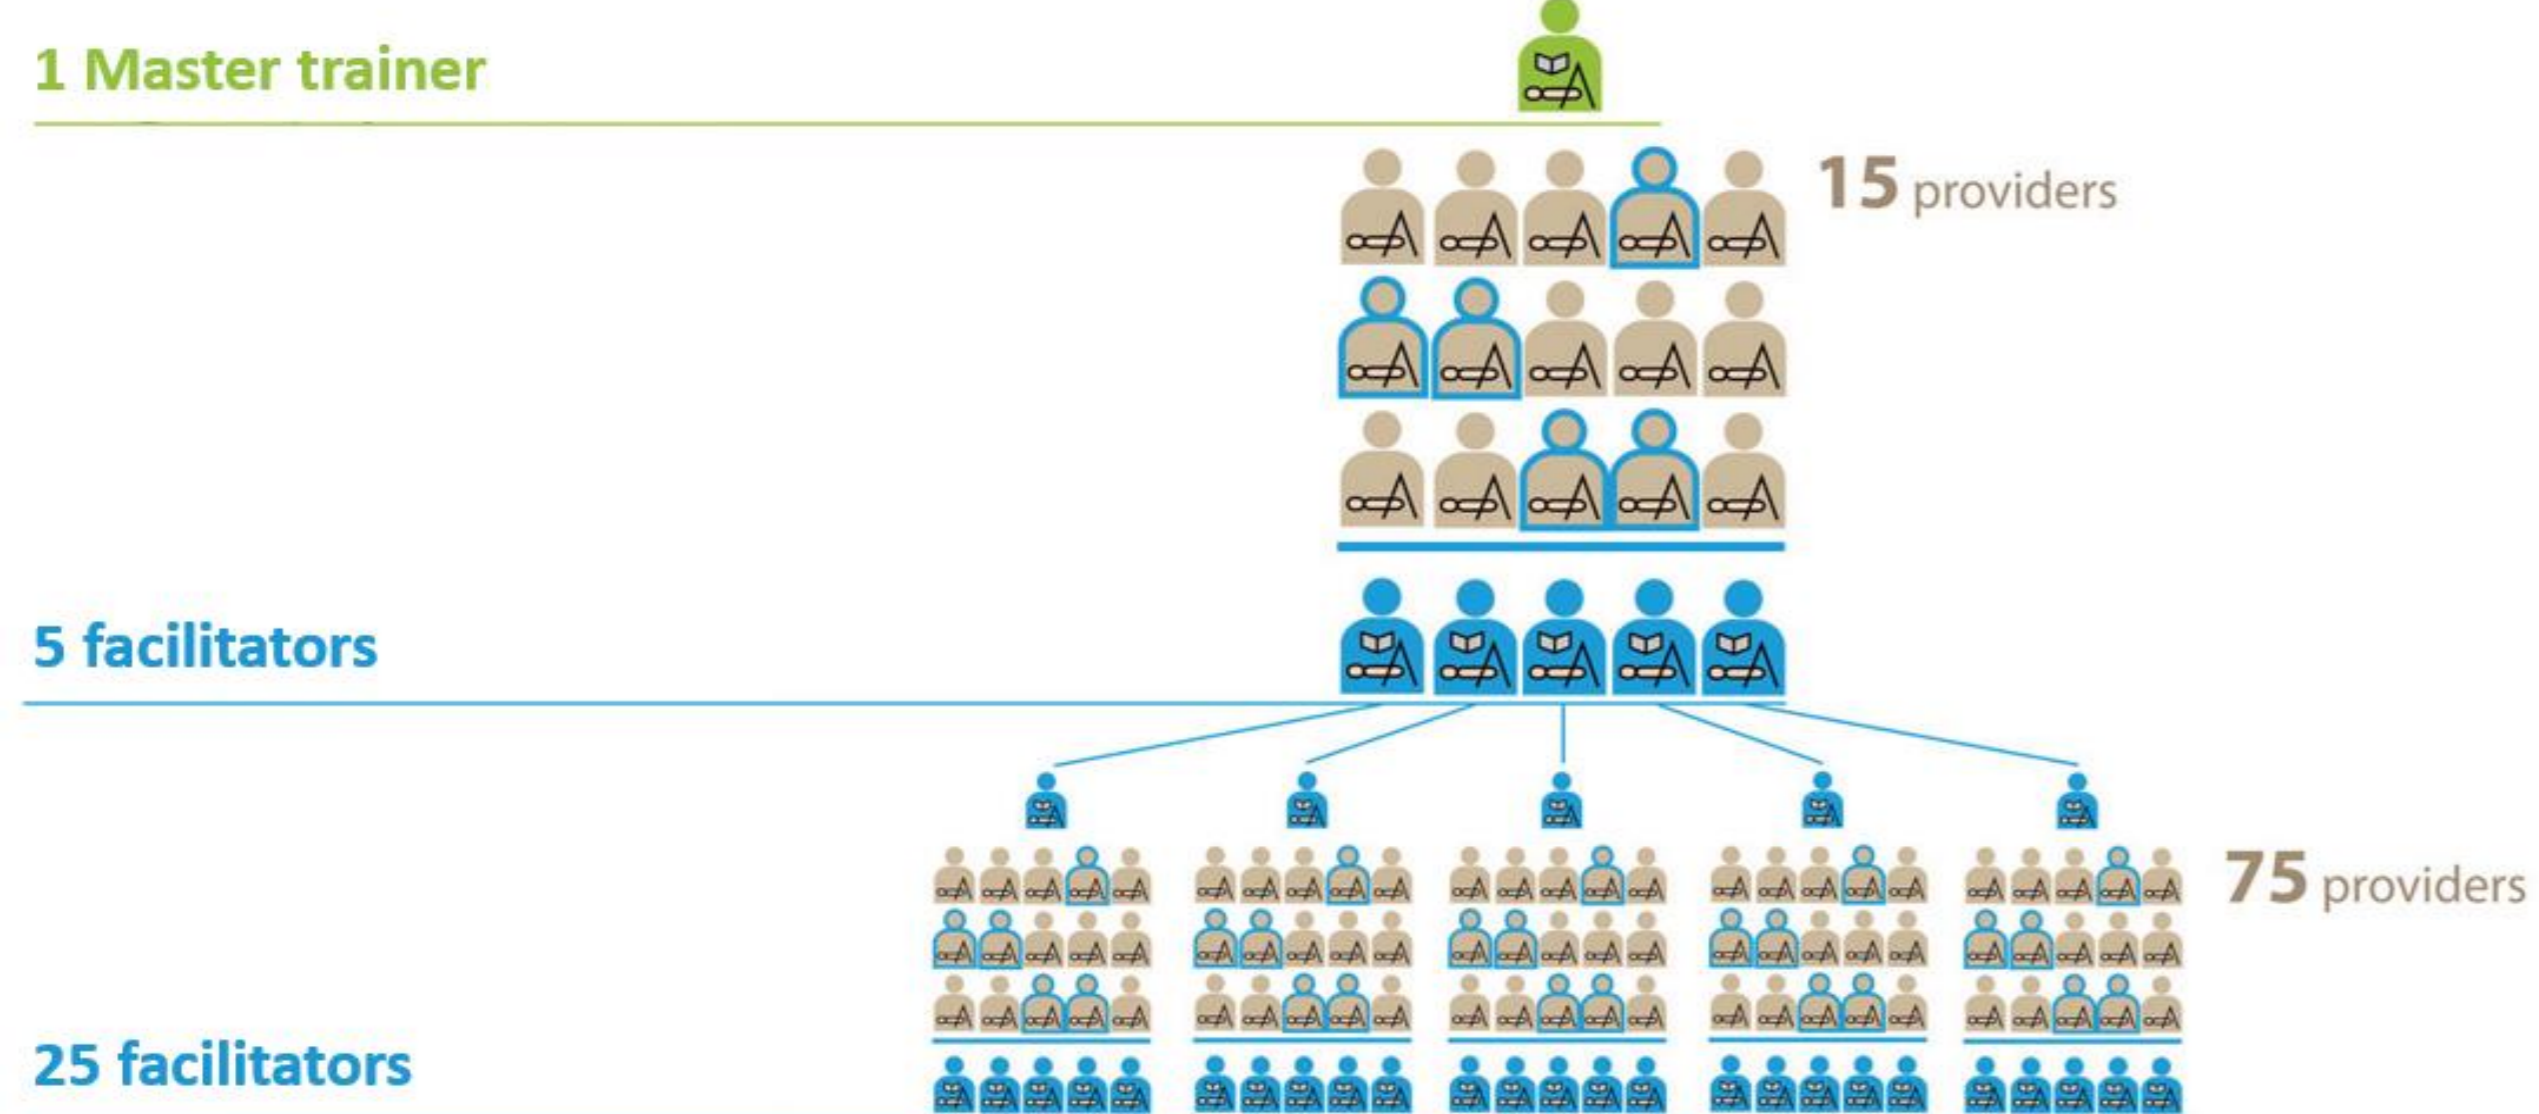 1 Master trainer
15 providers
5 facilitators
75 providers
25 facilitators